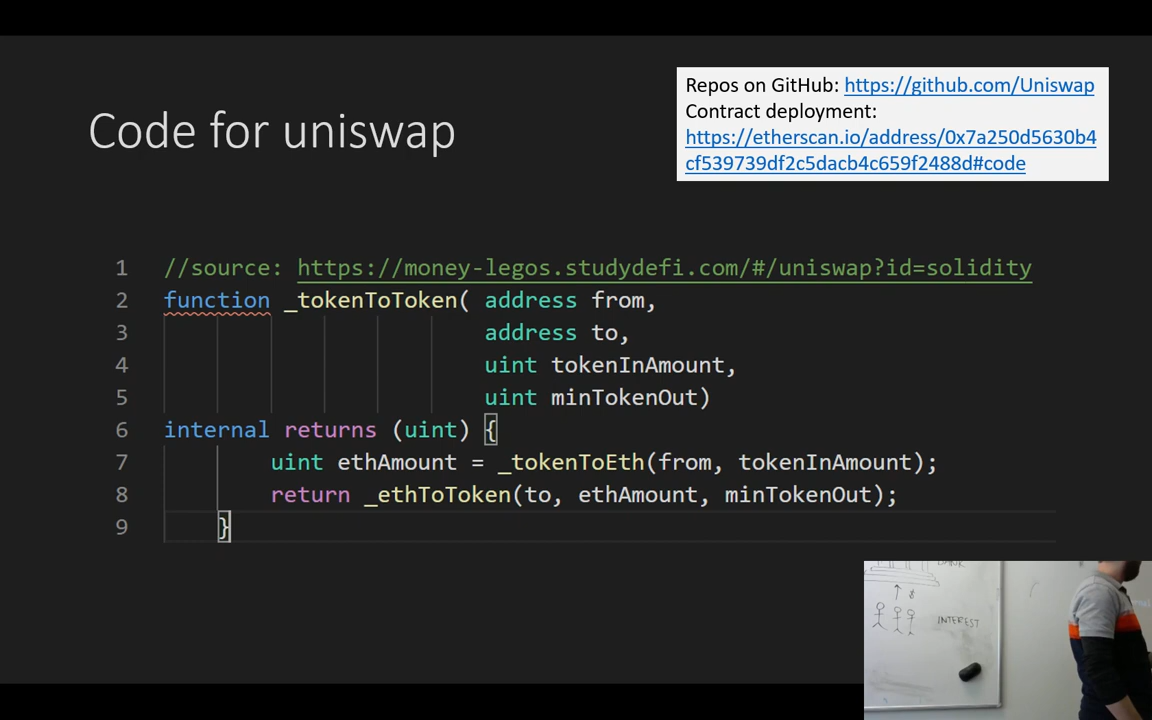 Code for uniswap
Repos on GitHub: https://github.com/Uniswap
Contract deployment:
https://etherscan.io/address/0x7a250d5630b4
cf539739df2c5dacb4c659f2488d#code
1 //source: https://money-legos.studydefi.com/#/uniswap?id=solidity
2 function _tokenToToken( address from,
3 address to,
4 uint tokenInAmount,
5 uint minTokenOut)
6 internal returns (uint) {
7 uint ethAmount = _tokenToEth(from, tokenInAmount);
8 return _ethToToken(to, ethAmount, minTokenOut);
9 }
$
INTEREST